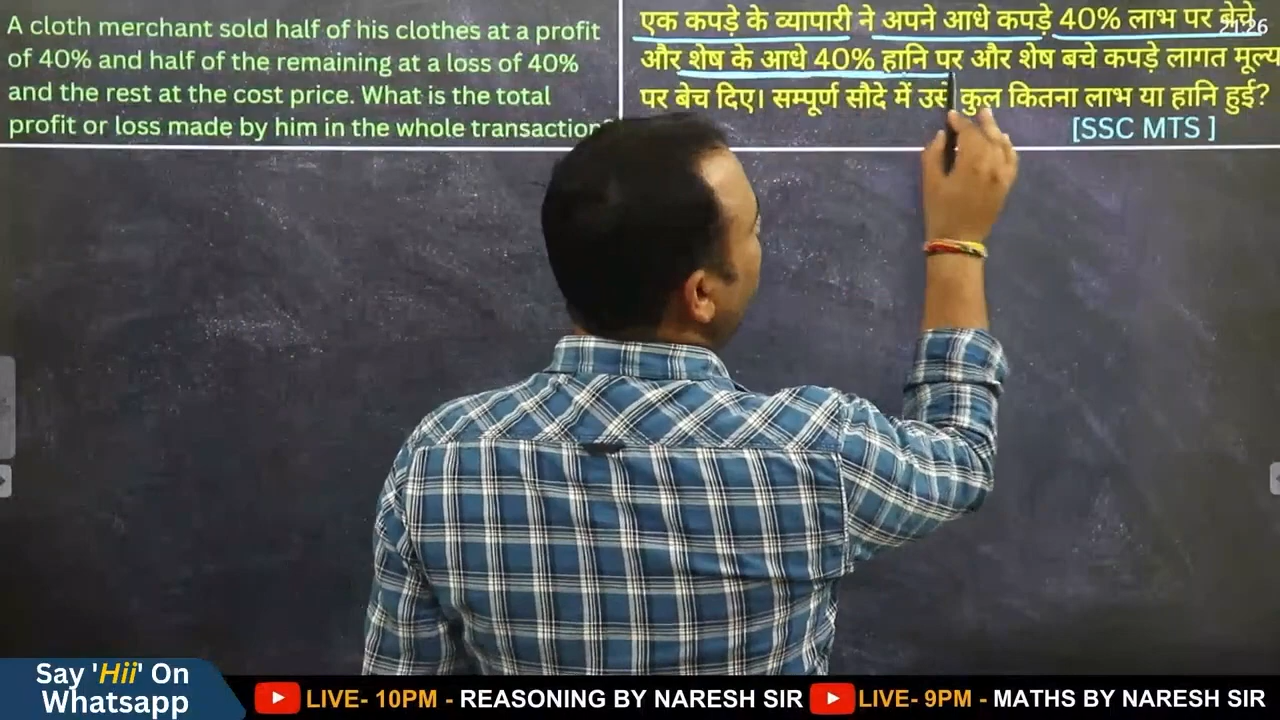 A cloth merchant sold half of his clothes at a profit
of 40% and half of the remaining at a loss of 40%
and the rest at the cost price. What is the total
profit or loss made by him in the whole transaction?
एक कपड़े के व्यापारी ने अपने आधे कपड़े 40% लाभ पर बेचे
21:26
और शेष के आधे 40% हानि पर और शेष बचे कपड़े लागत मूल्य
पर बेच दिए। सम्पूर्ण सौदे में उसे कुल कितना लाभ या हानि हुई?
[SSC MTS ]
Say 'Hii' On
Whatsapp
LIVE- 10PM - REASONING BY NARESH SIR
LIVE- 9PM - MATHS BY NARESH SIR